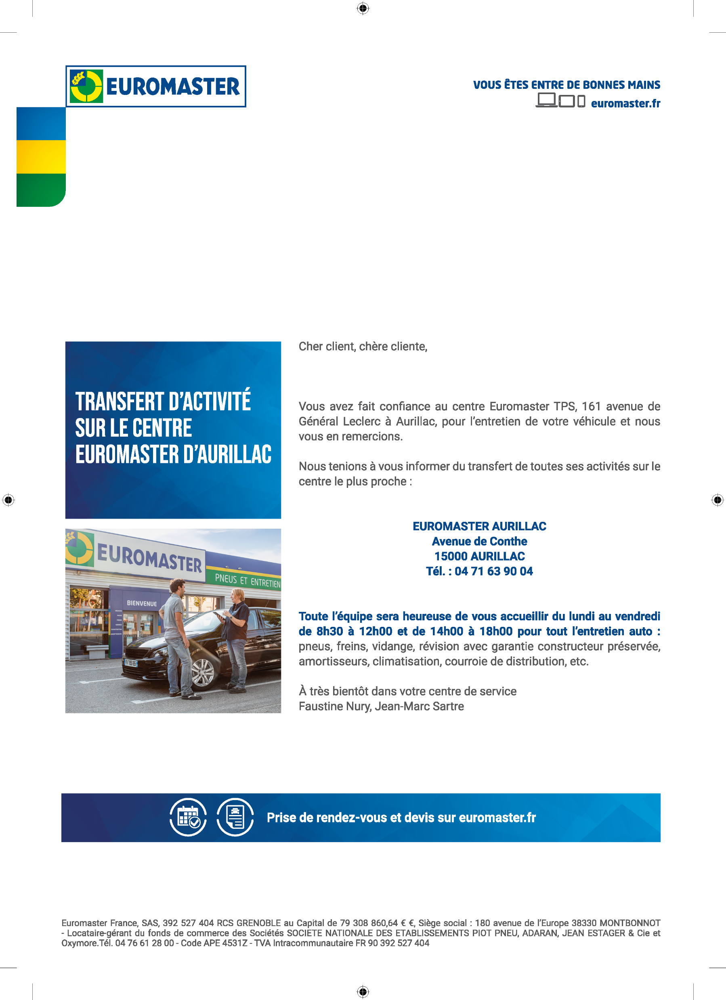 EUROMASTER
VOUS ÊTES ENTRE DE BONNES MAINS
euromaster.fr
TRANSFERT D'ACTIVITÉ
SUR LE CENTRE
EUROMASTER D'AURILLAC
Cher client, chère cliente,
Vous avez fait confiance au centre Euromaster TPS, 161 avenue de
Général Leclerc à Aurillac, pour l'entretien de votre véhicule et nous
vous en remercions.
Nous tenions à vous informer du transfert de toutes ses activités sur le
centre le plus proche :
EUROMASTER AURILLAC
Avenue de Conthe
15000 AURILLAC
Tél. : 04 71 63 90 04
EUROMASTER
PNEUS ET ENTRETIEN
BIENVENUE
Toute l'équipe sera heureuse de vous accueillir du lundi au vendredi
de 8h30 à 12h00 et de 14h00 à 18h00 pour tout l'entretien auto :
pneus, freins, vidange, révision avec garantie constructeur préservée,
amortisseurs, climatisation, courroie de distribution, etc.
À très bientôt dans votre centre de service
Faustine Nury, Jean-Marc Sartre
Prise de rendez-vous et devis sur euromaster.fr
Euromaster France, SAS, 392 527 404 RCS GRENOBLE au Capital de 79 308 860,64 € €, Siège social : 180 avenue de l'Europe 38330 MONTBONNOT
- Locataire-gérant du fonds de commerce des Sociétés SOCIETE NATIONALE DES ETABLISSEMENTS PIOT PNEU, ADARAN, JEAN ESTAGER & Cie et
Oxymore.Tél. 04 76 61 28 00 - Code APE 4531Z - TVA Intracommunautaire FR 90 392 527 404